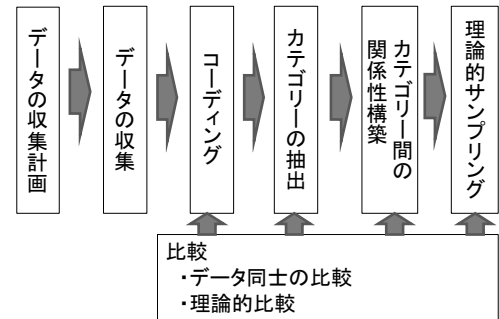 データの収集計画
データの収集
コーディング
カテゴリーの抽出
カテゴリー間の
関係性構築
理論的サンプリング
比較
・データ同士の比較
・理論的比較